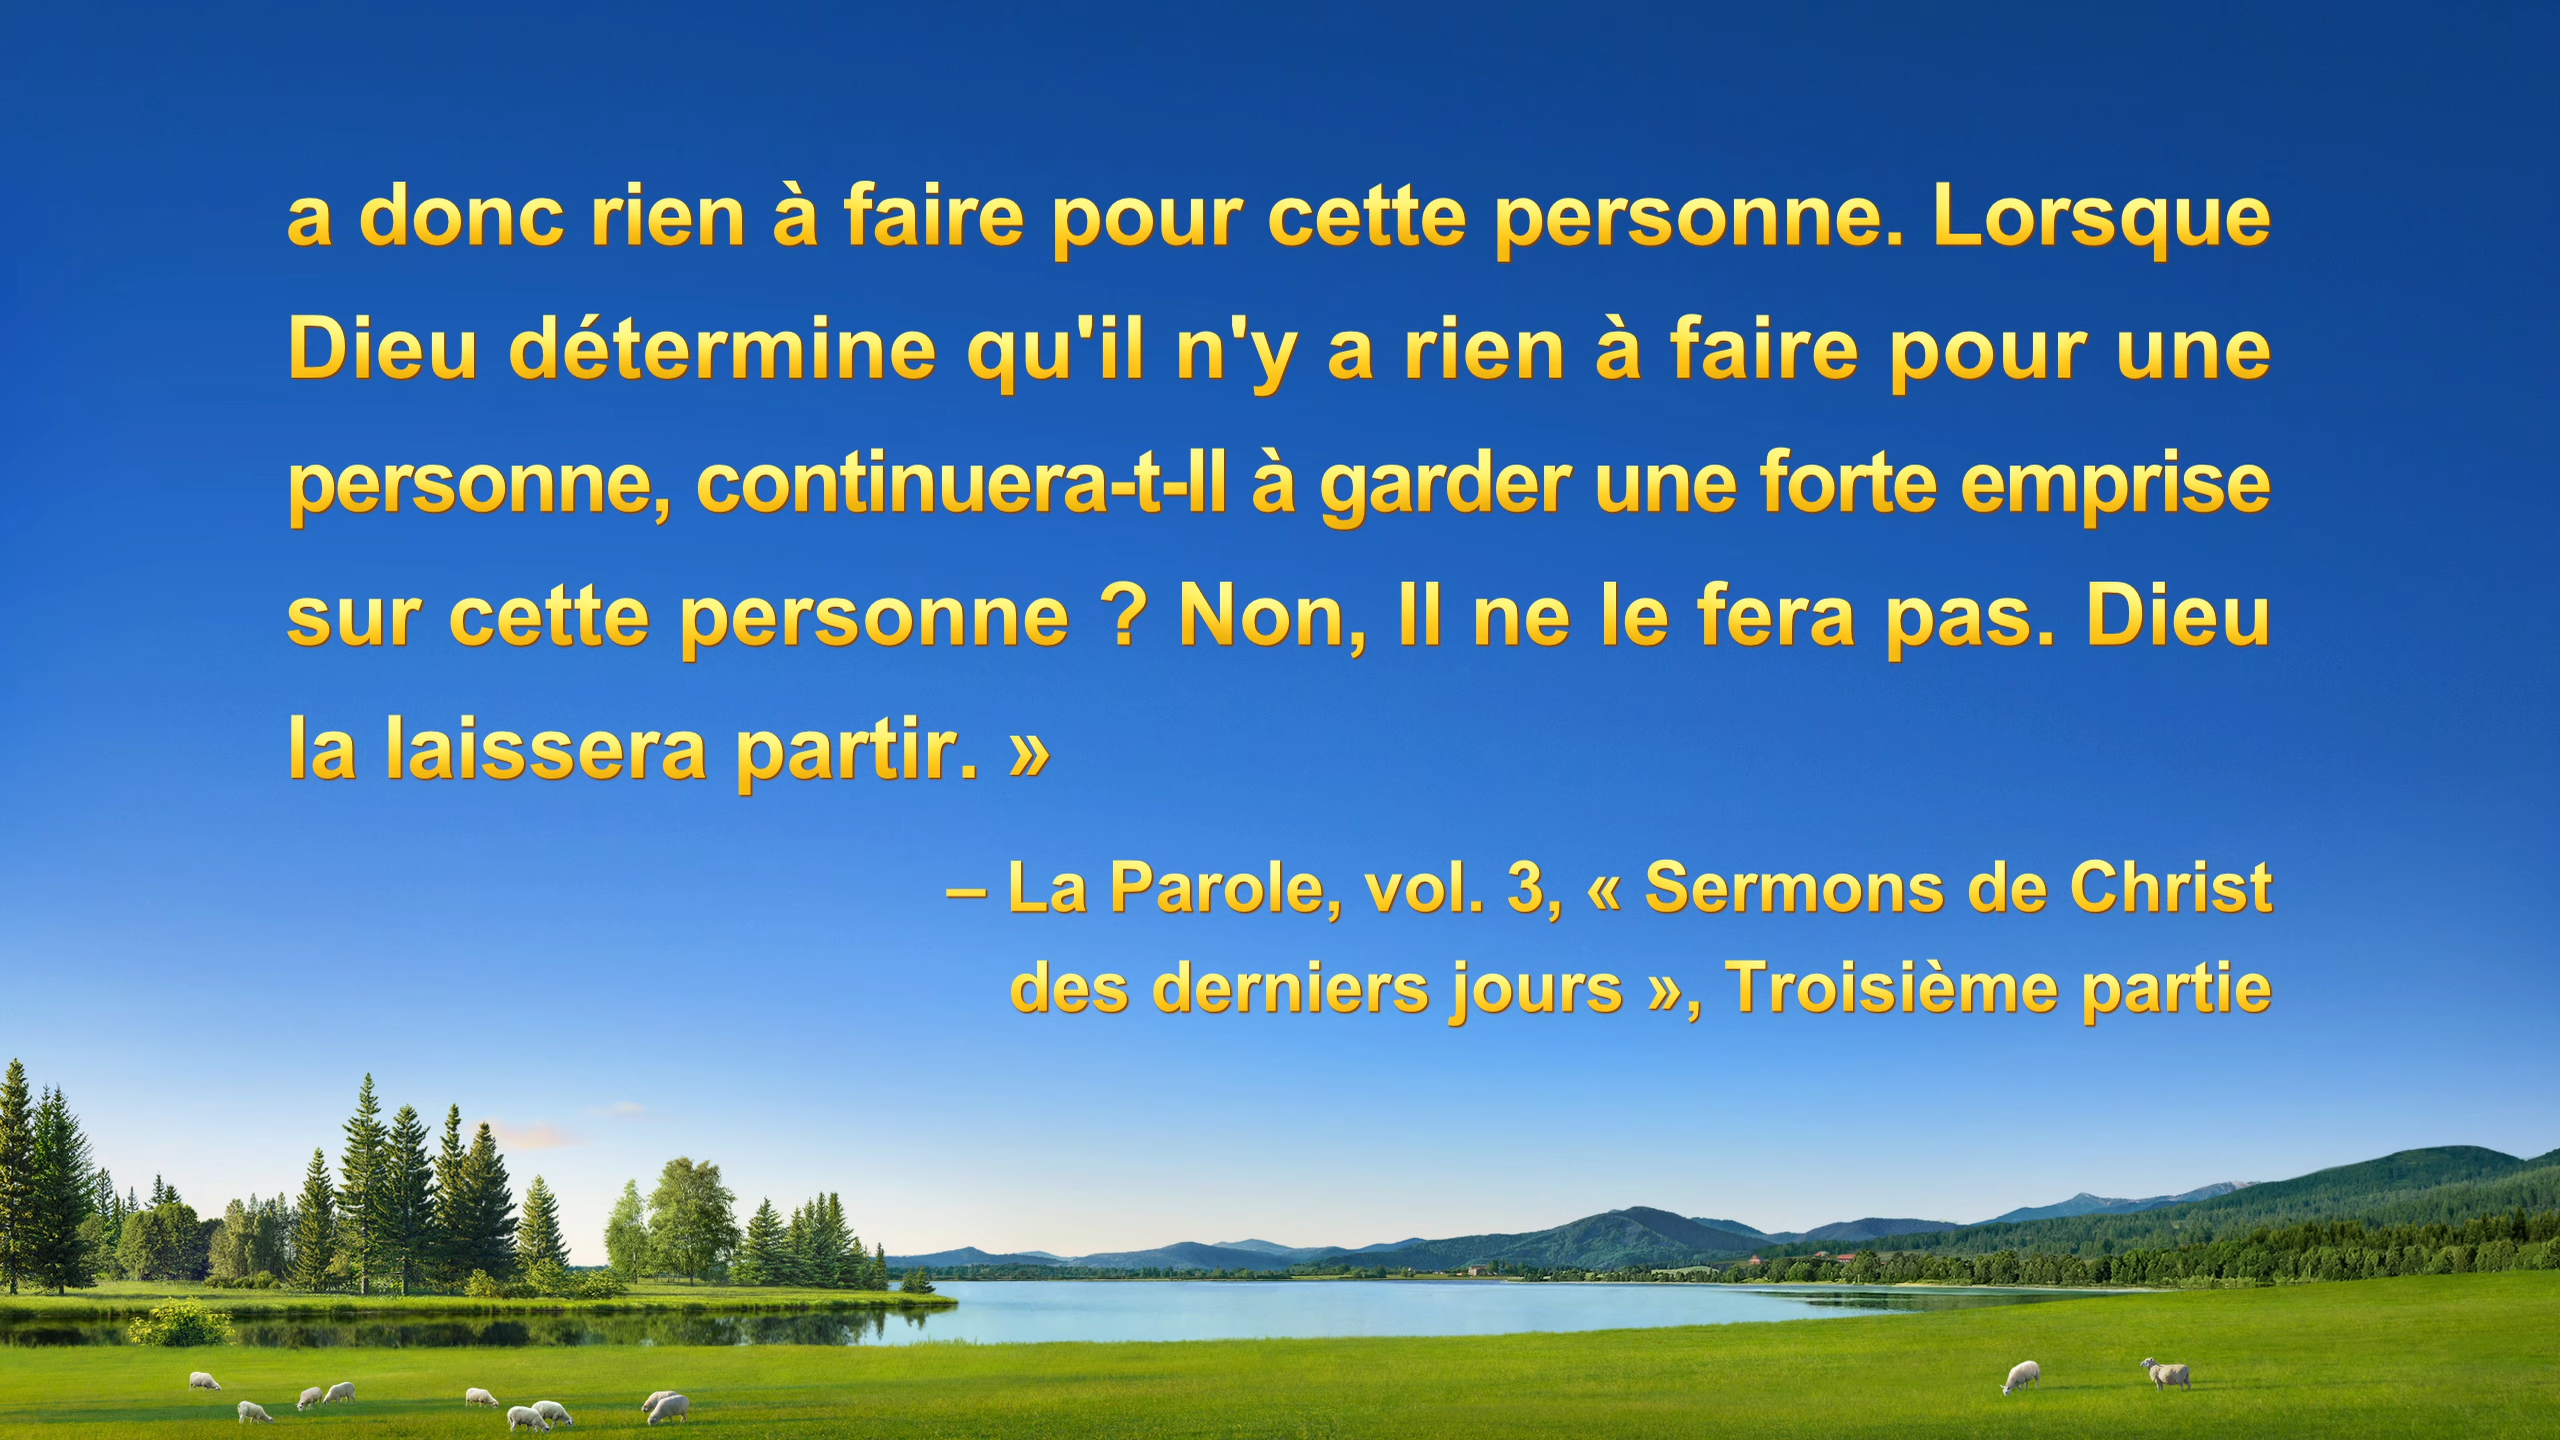 a donc rien à faire pour cette personne. Lorsque
Dieu détermine qu'il n'y a rien à faire pour une
personne, continuera-t-Il à garder une forte emprise
sur cette personne ? Non, Il ne le fera pas. Dieu
la laissera partir. »
– La Parole, vol. 3, « Sermons de Christ
des derniers jours », Troisième partie